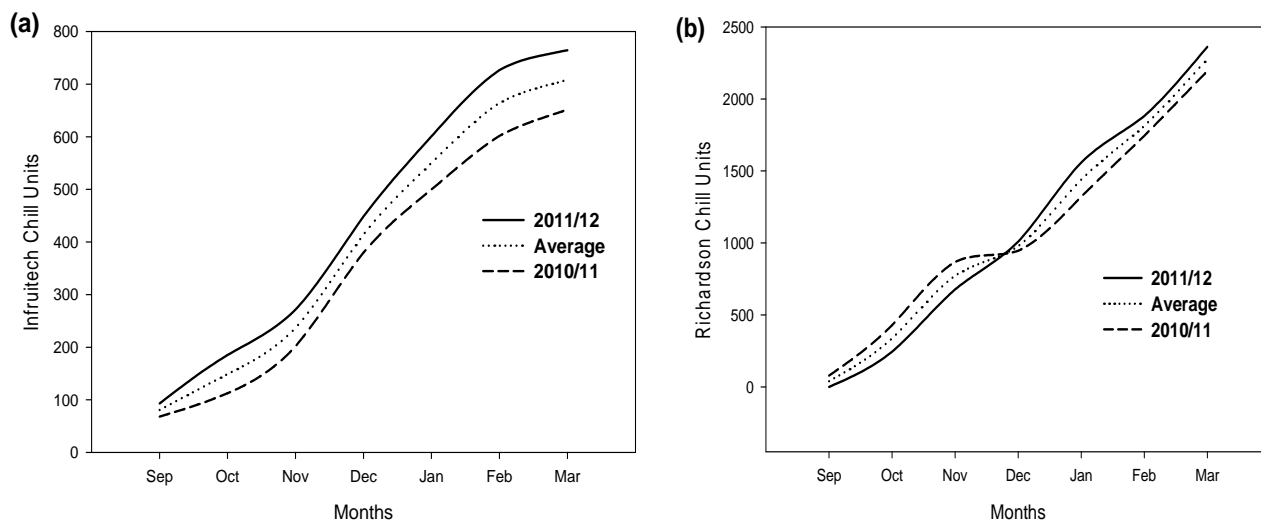 (a)
800
700
600
500
400
300
200
100
0
Infruitech Chill Units
2011/12
Average
2010/11
Sep Oct Nov Dec Jan Feb Mar
Months
(b)
2500
2000
1500
1000
500
0
Richardson Chill Units
2011/12
Average
2010/11
Sep Oct Nov Dec Jan Feb Mar
Months